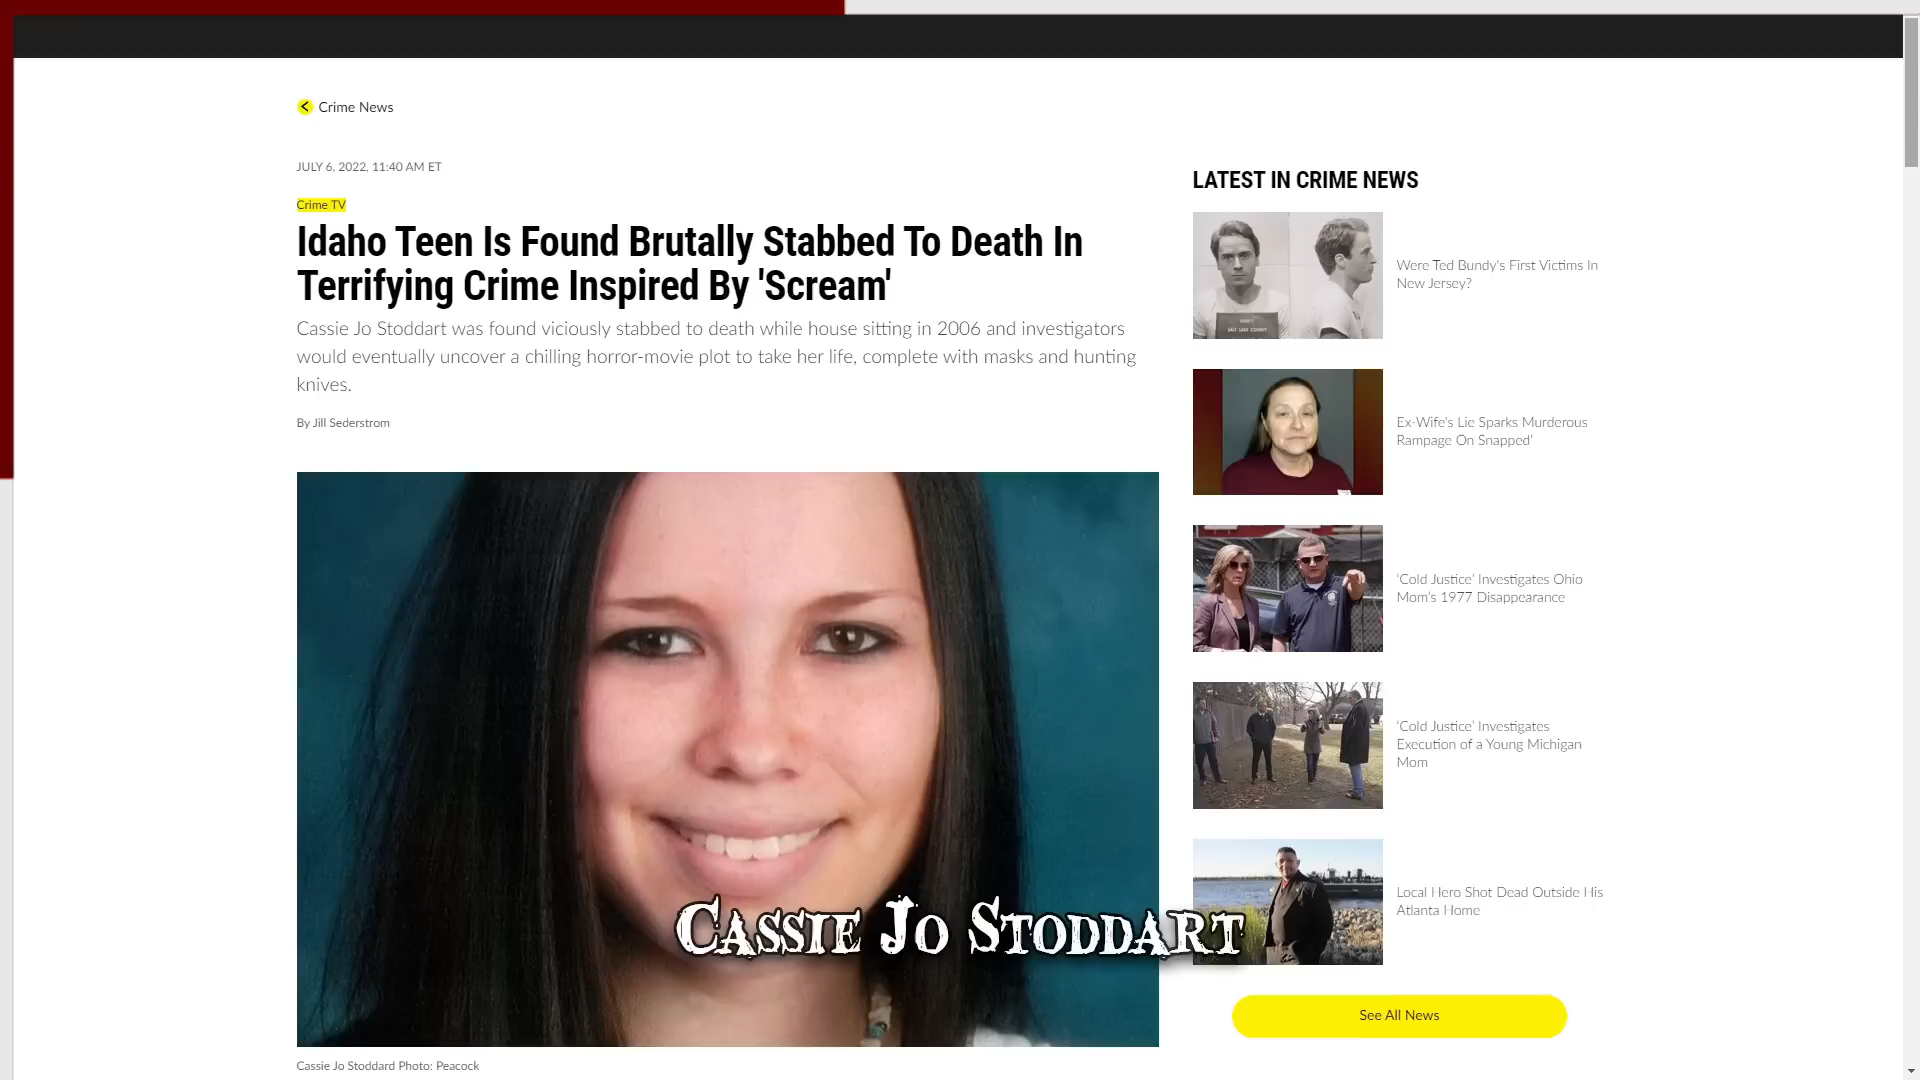 Crime News
JULY 6, 2022, 11:40 AM ET
Crime TV
Idaho Teen Is Found Brutally Stabbed To Death In
Terrifying Crime Inspired By 'Scream'
Cassie Jo Stoddart was found viciously stabbed to death while house sitting in 2006 and investigators
would eventually uncover a chilling horror-movie plot to take her life, complete with masks and hunting
knives.
By Jill Sederstrom
CASSIE JO STODDART
Cassie Jo Stoddard Photo: Peacock
LATEST IN CRIME NEWS
SALT LAKE COUNTY
Were Ted Bundy's First Victims In
New Jersey?
Ex-Wife's Lie Sparks Murderous
Rampage On Snapped'
'Cold Justice' Investigates Ohio
Mom's 1977 Disappearance
'Cold Justice' Investigates
Execution of a Young Michigan
Mom
Local Hero Shot Dead Outside His
Atlanta Home
See All News